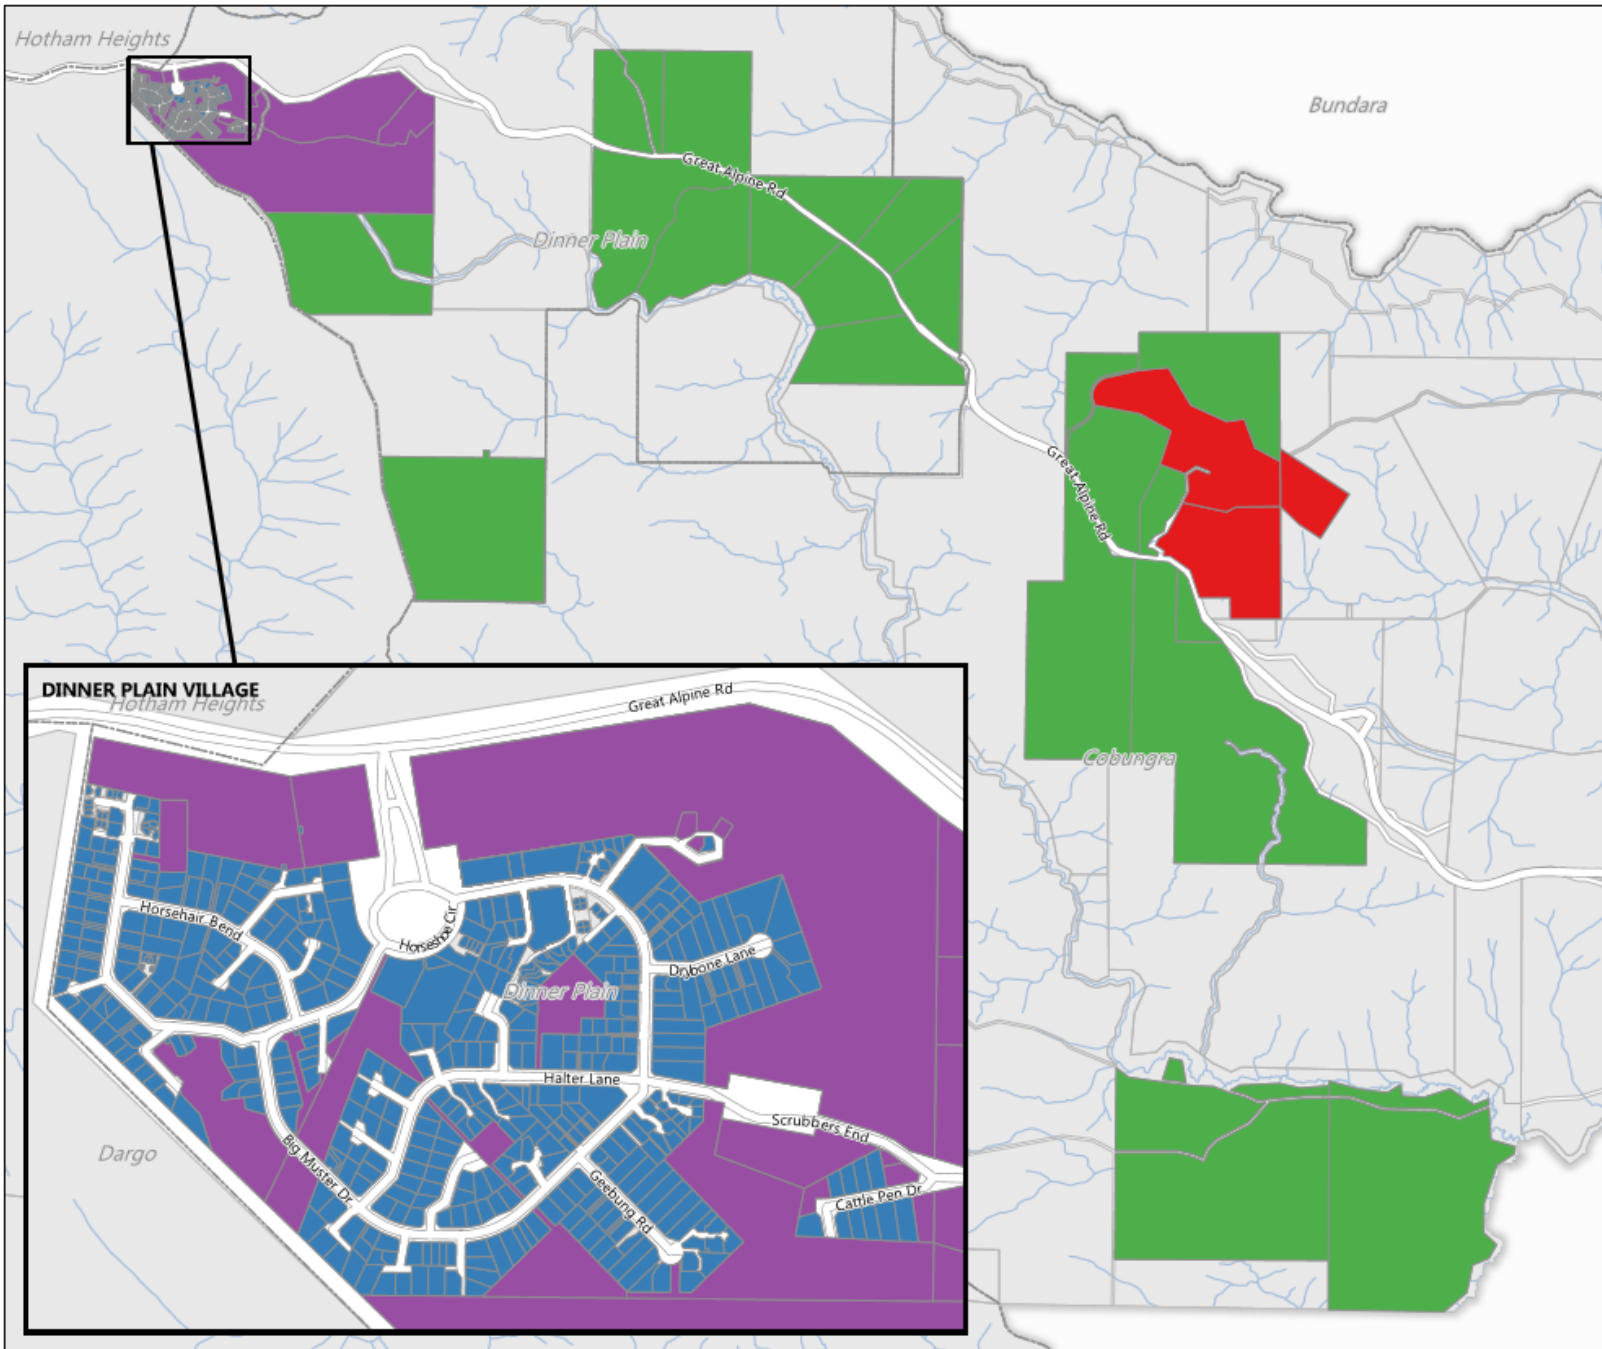 Hotham Heights
Bundara
Great Alpine Rd
Dinner Plain
Great Alpine Rd
DINNER PLAIN VILLAGE
Hotham Heights
Great Alpine Rd
Cobungra
Horsehair Bend
Horseshoe Cir
Drybone Lane
Dinner Plain
Halter Lane
Scrubbers End
Big Muster Dr
Dargo
Geebung Rd
Cattle Pen Dr